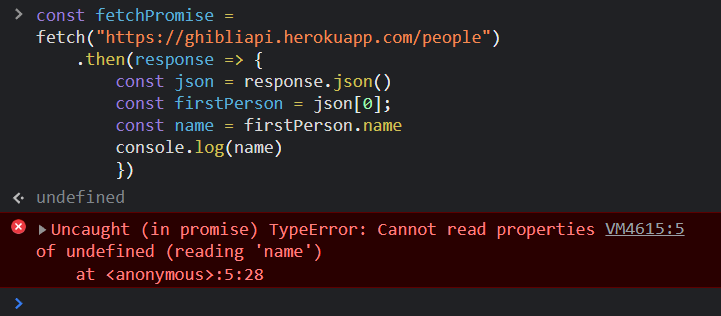 > const fetchPromise =
fetch("https://ghibliapi.herokuapp.com/people")
    .then(response => {
        const json = response.json()
        const firstPerson = json[0];
        const name = firstPerson.name
        console.log(name)
        })
undefined
Uncaught (in promise) TypeError: Cannot read properties VM4615:5
of undefined (reading 'name')
    at <anonymous>:5:28
>